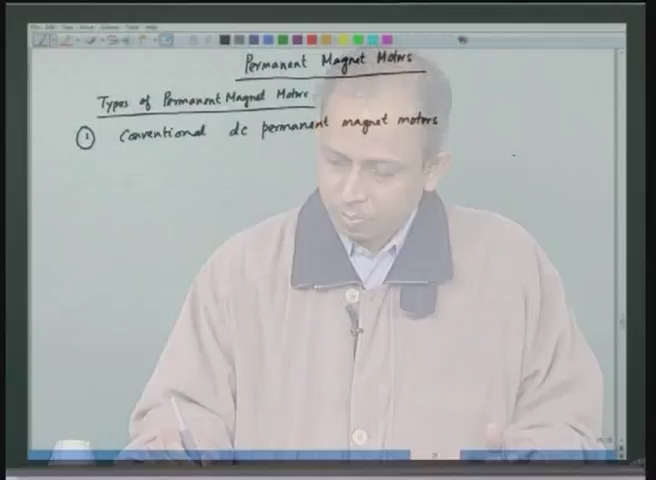 Permanent Magnet Motors
Types of Permanent Magnet Motors
1 Conventional dc permanent magnet motors